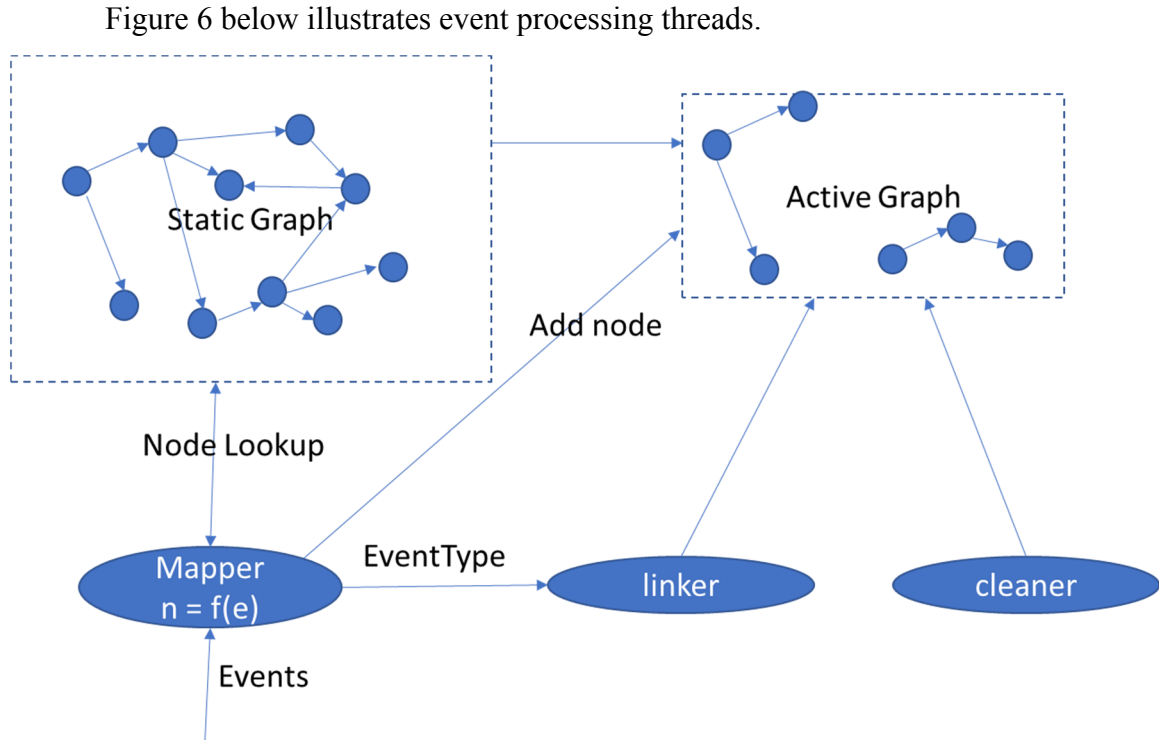 Figure 6 below illustrates event processing threads.
Static Graph
Active Graph
Add node
Node Lookup
EventType
Mapper
n = f(e)
linker
cleaner
Events